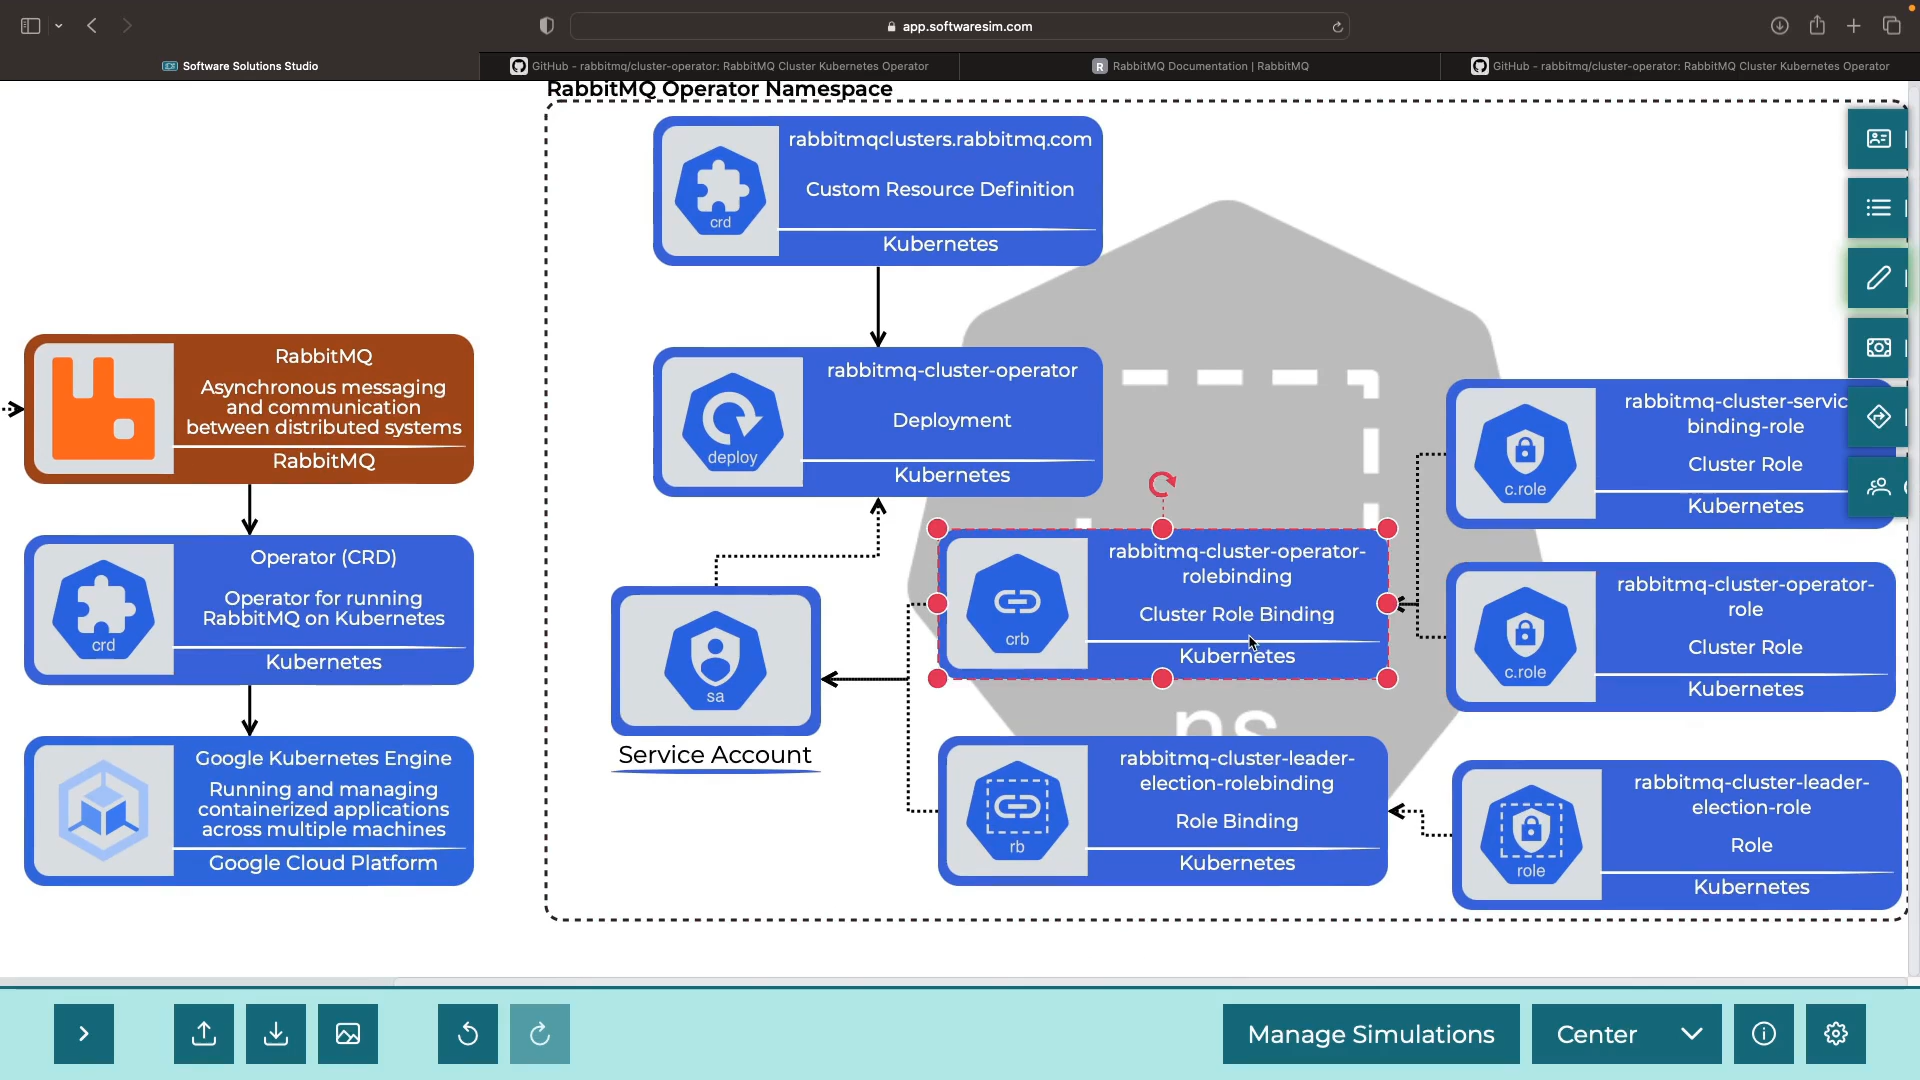 app.softwaresim.com
Software Solutions Studio
GitHub - rabbitmq/cluster-operator: RabbitMQ Cluster Kubernetes Operator
RabbitMQ Documentation | RabbitMQ
GitHub - rabbitmq/cluster-operator: RabbitMQ Cluster Kubernetes Operator
RabbitMQ Operator Namespace
rabbitmqclusters.rabbitmq.com
Custom Resource Definition
crd
Kubernetes
RabbitMQ
Asynchronous messaging
and communication
between distributed systems
RabbitMQ
rabbitmq-cluster-operator
Deployment
deploy
Kubernetes
rabbitmq-cluster-servic
binding-role
Cluster Role
c.role
Kubernetes
Operator (CRD)
Operator for running
RabbitMQ on Kubernetes
crd
Kubernetes
sa
Service Account
rabbitmq-cluster-operator-
rolebinding
Cluster Role Binding
crb
Kubernetes
rabbitmq-cluster-operator-
role
Cluster Role
c.role
Kubernetes
ns
Google Kubernetes Engine
Running and managing
containerized applications
across multiple machines
Google Cloud Platform
rabbitmq-cluster-leader-
election-rolebinding
Role Binding
rb
Kubernetes
rabbitmq-cluster-leader-
election-role
Role
role
Kubernetes
Manage Simulations
Center